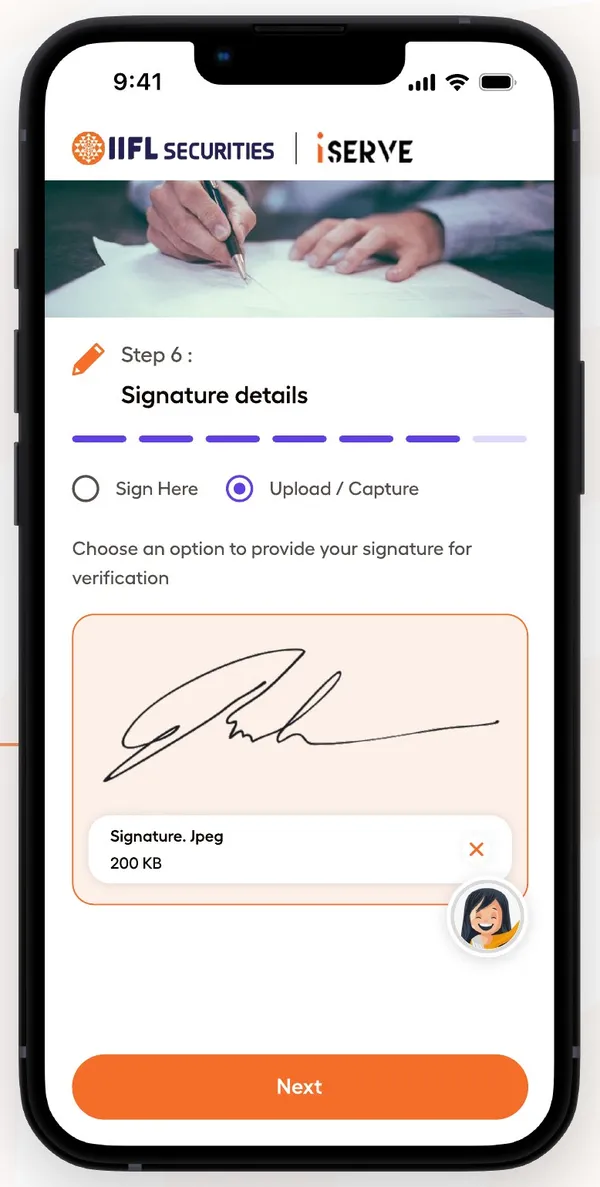 9:41
IIFL SECURITIES | iSERVE
Step 6 :
Signature details
Sign Here Upload / Capture
Choose an option to provide your signature for
verification
Signature. Jpeg
200 KB
Next